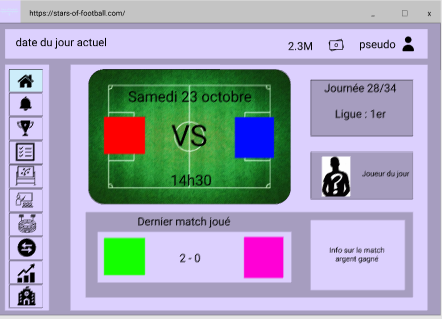 https://stars-of-football.com/
date du jour actuel
2.3M
pseudo
Samedi 23 octobre
VS
14h30
Journée 28/34
Ligue : 1er
Joueur du jour
Dernier match joué
2 - 0
Info sur le match
argent gagné